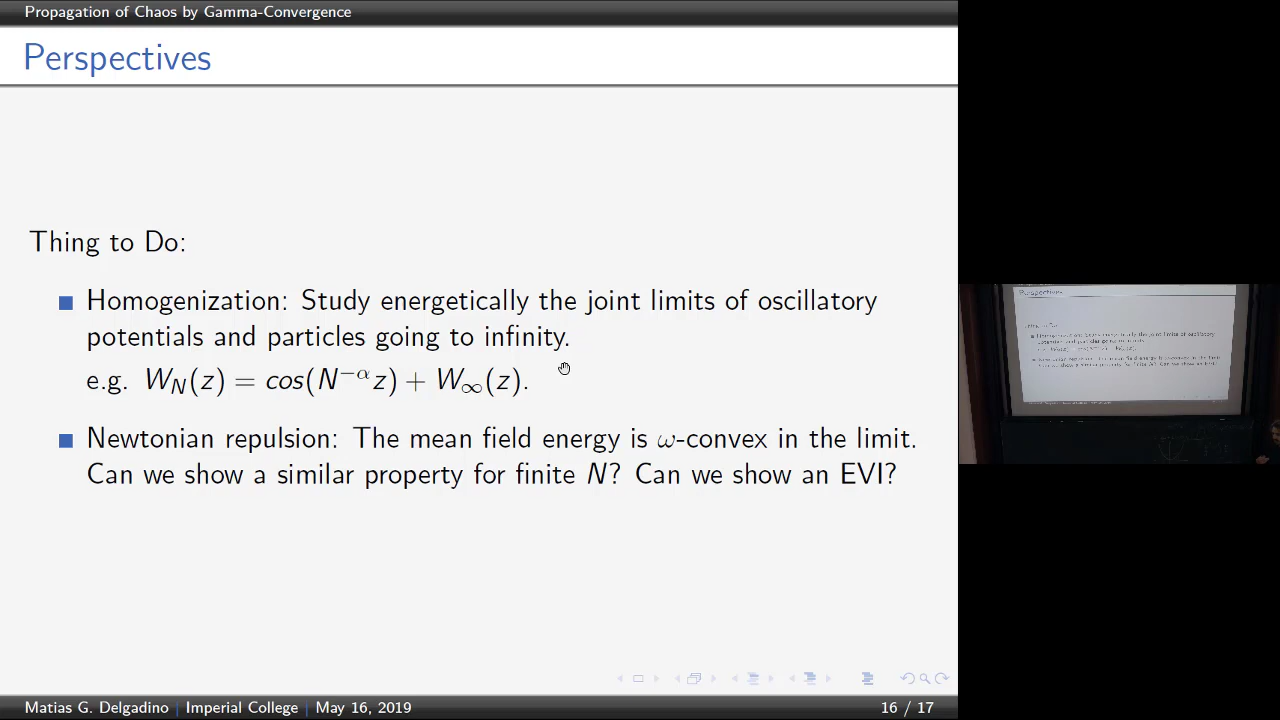 Propagation of Chaos by Gamma-Convergence
Perspectives
Thing to Do:
Homogenization: Study energetically the joint limits of oscillatory
potentials and particles going to infinity.
e.g. W_N(z) = cos(N^{−α}z) + W_∞(z).
Newtonian repulsion: The mean field energy is ω-convex in the limit.
Can we show a similar property for finite N? Can we show an EVI?
Matias G. Delgadino | Imperial College | May 16, 2019
16 / 17
Perspectives